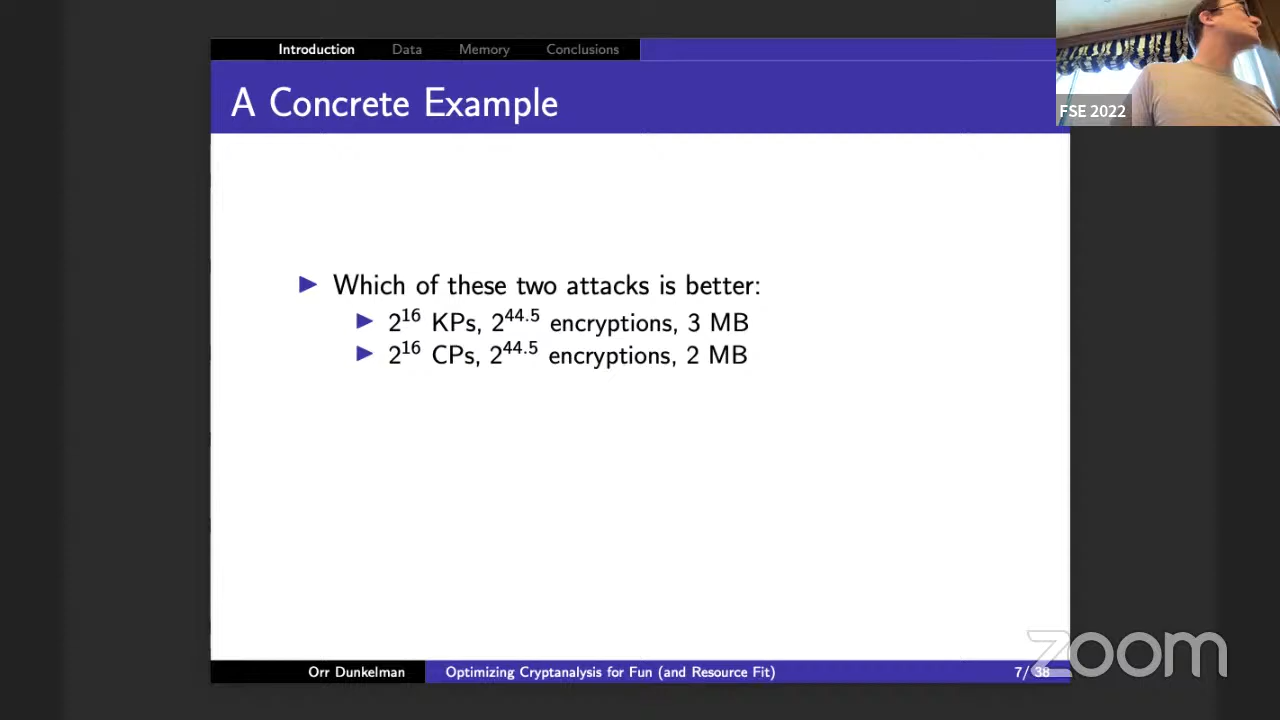 Introduction Data Memory Conclusions
A Concrete Example
FSE 2022
▶ Which of these two attacks is better:
▶ 2^16 KPs, 2^44.5 encryptions, 3 MB
▶ 2^16 CPs, 2^44.5 encryptions, 2 MB
Orr Dunkelman Optimizing Cryptanalysis for Fun (and Resource Fit) 7/38
zoom